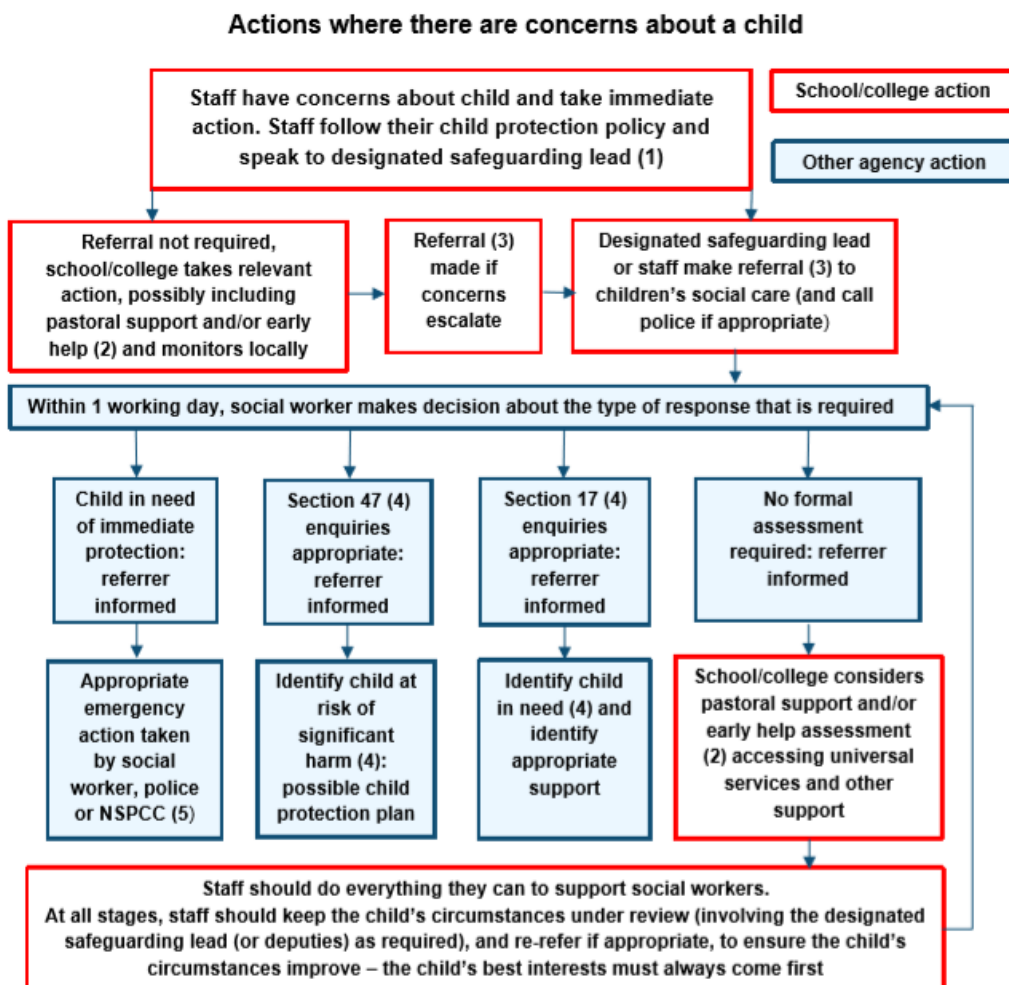 Actions where there are concerns about a child
Staff have concerns about child and take immediate
action. Staff follow their child protection policy and
speak to designated safeguarding lead (1)
School/college action
Other agency action
Referral not required,
school/college takes relevant
action, possibly including
pastoral support and/or early
help (2) and monitors locally
Referral (3)
made if
concerns
escalate
Designated safeguarding lead
or staff make referral (3) to
children’s social care (and call
police if appropriate)
Within 1 working day, social worker makes decision about the type of response that is required
Child in need
of immediate
protection:
referrer
informed
Section 47 (4)
enquiries
appropriate:
referrer
informed
Section 17 (4)
enquiries
appropriate:
referrer
informed
No formal
assessment
required: referrer
informed
Appropriate
emergency
action taken
by social
worker, police
or NSPCC (5)
Identify child at
risk of
significant
harm (4):
possible child
protection plan
Identify child
in need (4) and
identify
appropriate
support
School/college considers
pastoral support and/or
early help assessment
(2) accessing universal
services and other
support
Staff should do everything they can to support social workers.
At all stages, staff should keep the child’s circumstances under review (involving the designated
safeguarding lead (or deputies) as required), and re-refer if appropriate, to ensure the child’s
circumstances improve – the child’s best interests must always come first